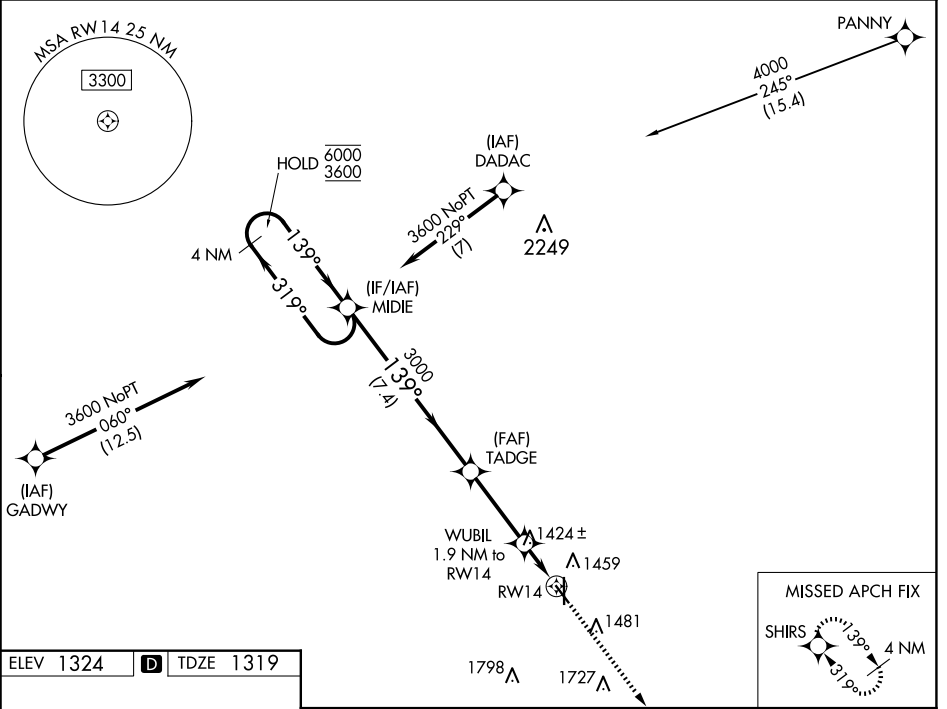 MSA RW14 25 NM
3300
PANNY
4000
245°
(15.4)
(IAF)
DADAC
HOLD 6000
3600
3600 NoPT
229°
(7)
2249
4 NM
139°
319°
(IF/IAF)
MIDIE
3000
139°
(7.4)
3600 NoPT
060°
(12.5)
(IAF)
GADWY
(FAF)
TADGE
WUBIL
1.9 NM to
RW14
1424 ±
1459
RW14
1481
1798
1727
MISSED APCH FIX
SHIRS
139°
4 NM
319°
ELEV 1324 D TDZE 1319